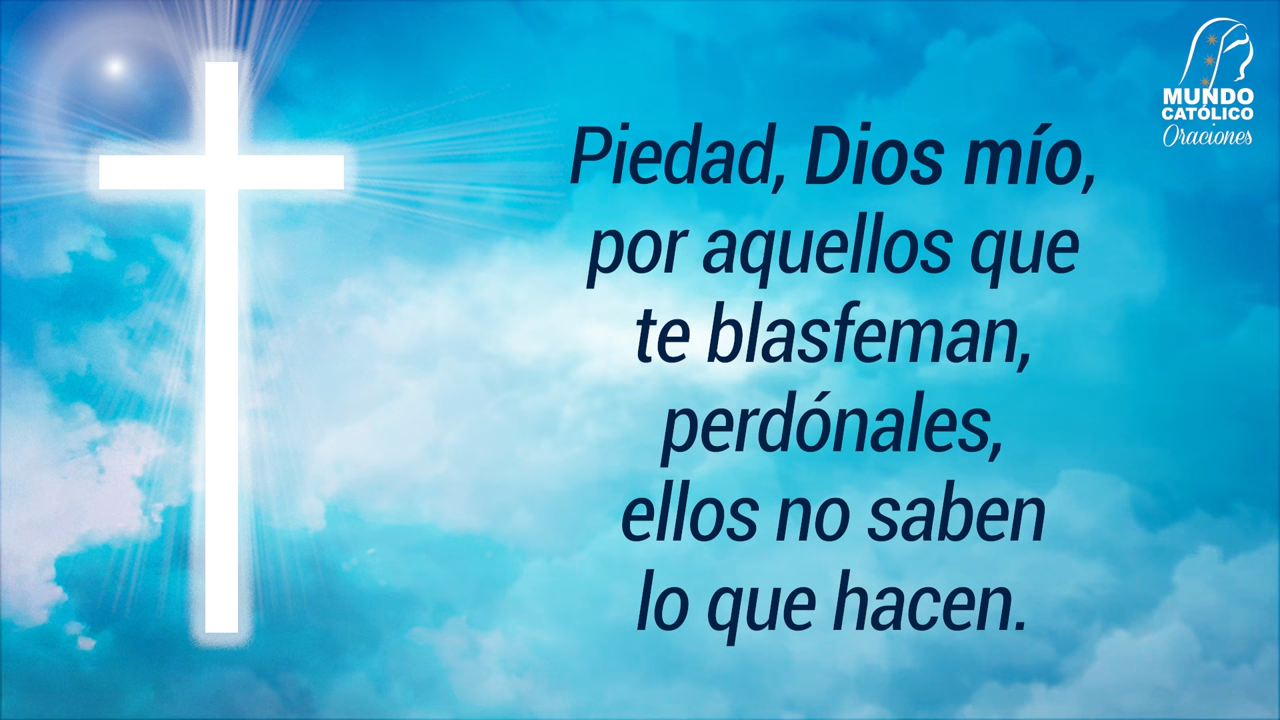 MUNDO
CATÓLICO
Oraciones
Piedad, Dios mío,
por aquellos que
te blasfeman,
perdónales,
ellos no saben
lo que hacen.